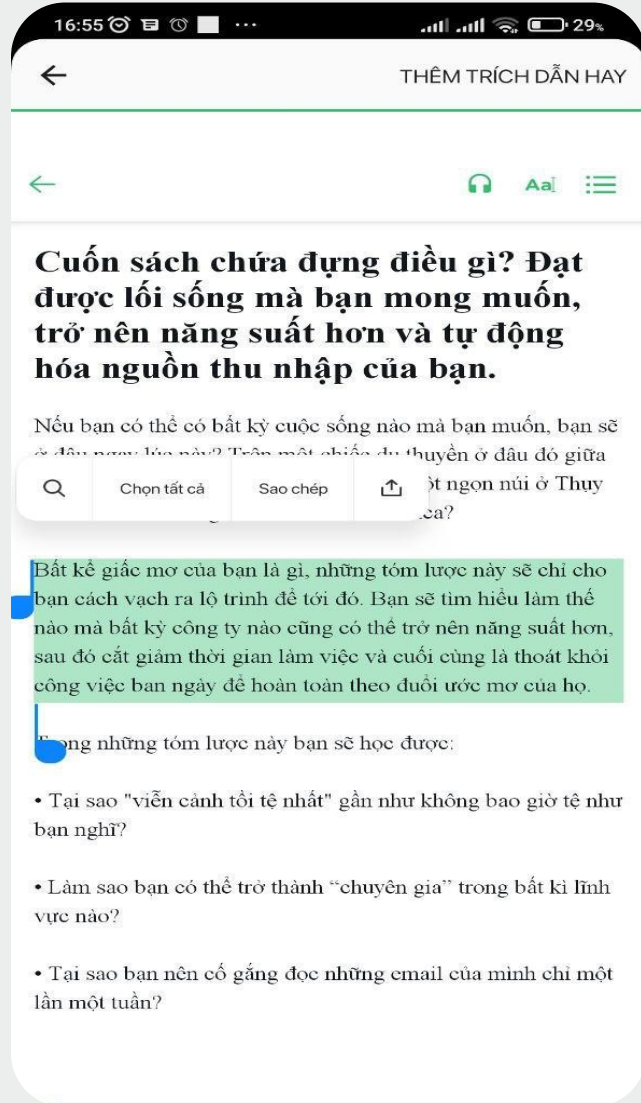 16:55 ... 29%
THÊM TRÍCH DẪN HAY
Aa
Cuốn sách chứa đựng điều gì? Đạt
được lối sống mà bạn mong muốn,
trở nên năng suất hơn và tự động
hóa nguồn thu nhập của bạn.
Nếu bạn có thể có bất kỳ cuộc sống nào mà bạn muốn, bạn sẽ
thuyền ở đâu đó giữa
Chọn tất cả Sao chép
ngọn núi ở Thụy
Bất kể giấc mơ của bạn là gì, những tóm lược này sẽ chỉ cho
bạn cách vạch ra lộ trình để tới đó. Bạn sẽ tìm hiểu làm thế
nào mà bất kỳ công ty nào cũng có thể trở nên năng suất hơn,
sau đó cắt giảm thời gian làm việc và cuối cùng là thoát khỏi
công việc ban ngày để hoàn toàn theo đuổi ước mơ của họ.
những tóm lược này bạn sẽ học được:
• Tại sao "viễn cảnh tồi tệ nhất" gần như không bao giờ tệ như
bạn nghĩ?
• Làm sao bạn có thể trở thành “chuyên gia” trong bất kì lĩnh
vực nào?
• Tại sao bạn nên cố gắng đọc những email của mình chỉ một
lần một tuần?